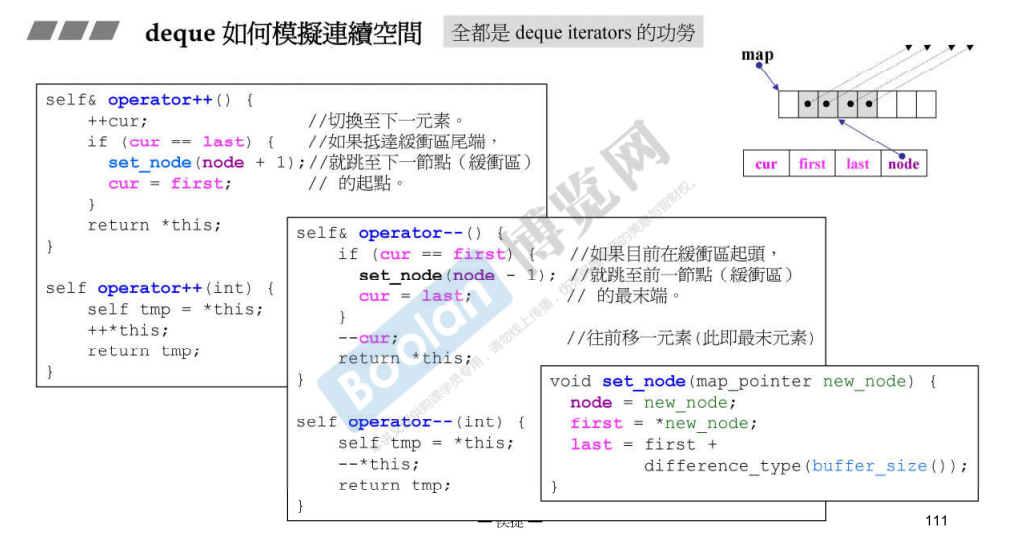 deque 如何模擬連續空間
全都是 deque iterators 的功勞
map
cur first last node
self& operator++() {
++cur; //切換至下一元素。
if (cur == last) { //如果抵達緩衝區尾端，
set_node(node + 1);//就跳至下一節點（緩衝區）
cur = first; // 的起點。
}
return *this;
}
self operator++(int) {
self tmp = *this;
++*this;
return tmp;
}
self& operator--() {
if (cur == first) { //如果目前在緩衝區起頭，
set_node(node - 1); //就跳至前一節點（緩衝區）
cur = last; // 的最末端。
}
--cur; //往前移一元素(此即最末元素)
return *this;
}
self operator--(int) {
self tmp = *this;
--*this;
return tmp;
}
void set_node(map_pointer new_node) {
node = new_node;
first = *new_node;
last = first +
difference_type(buffer_size());
}
Boolan 博览网
111